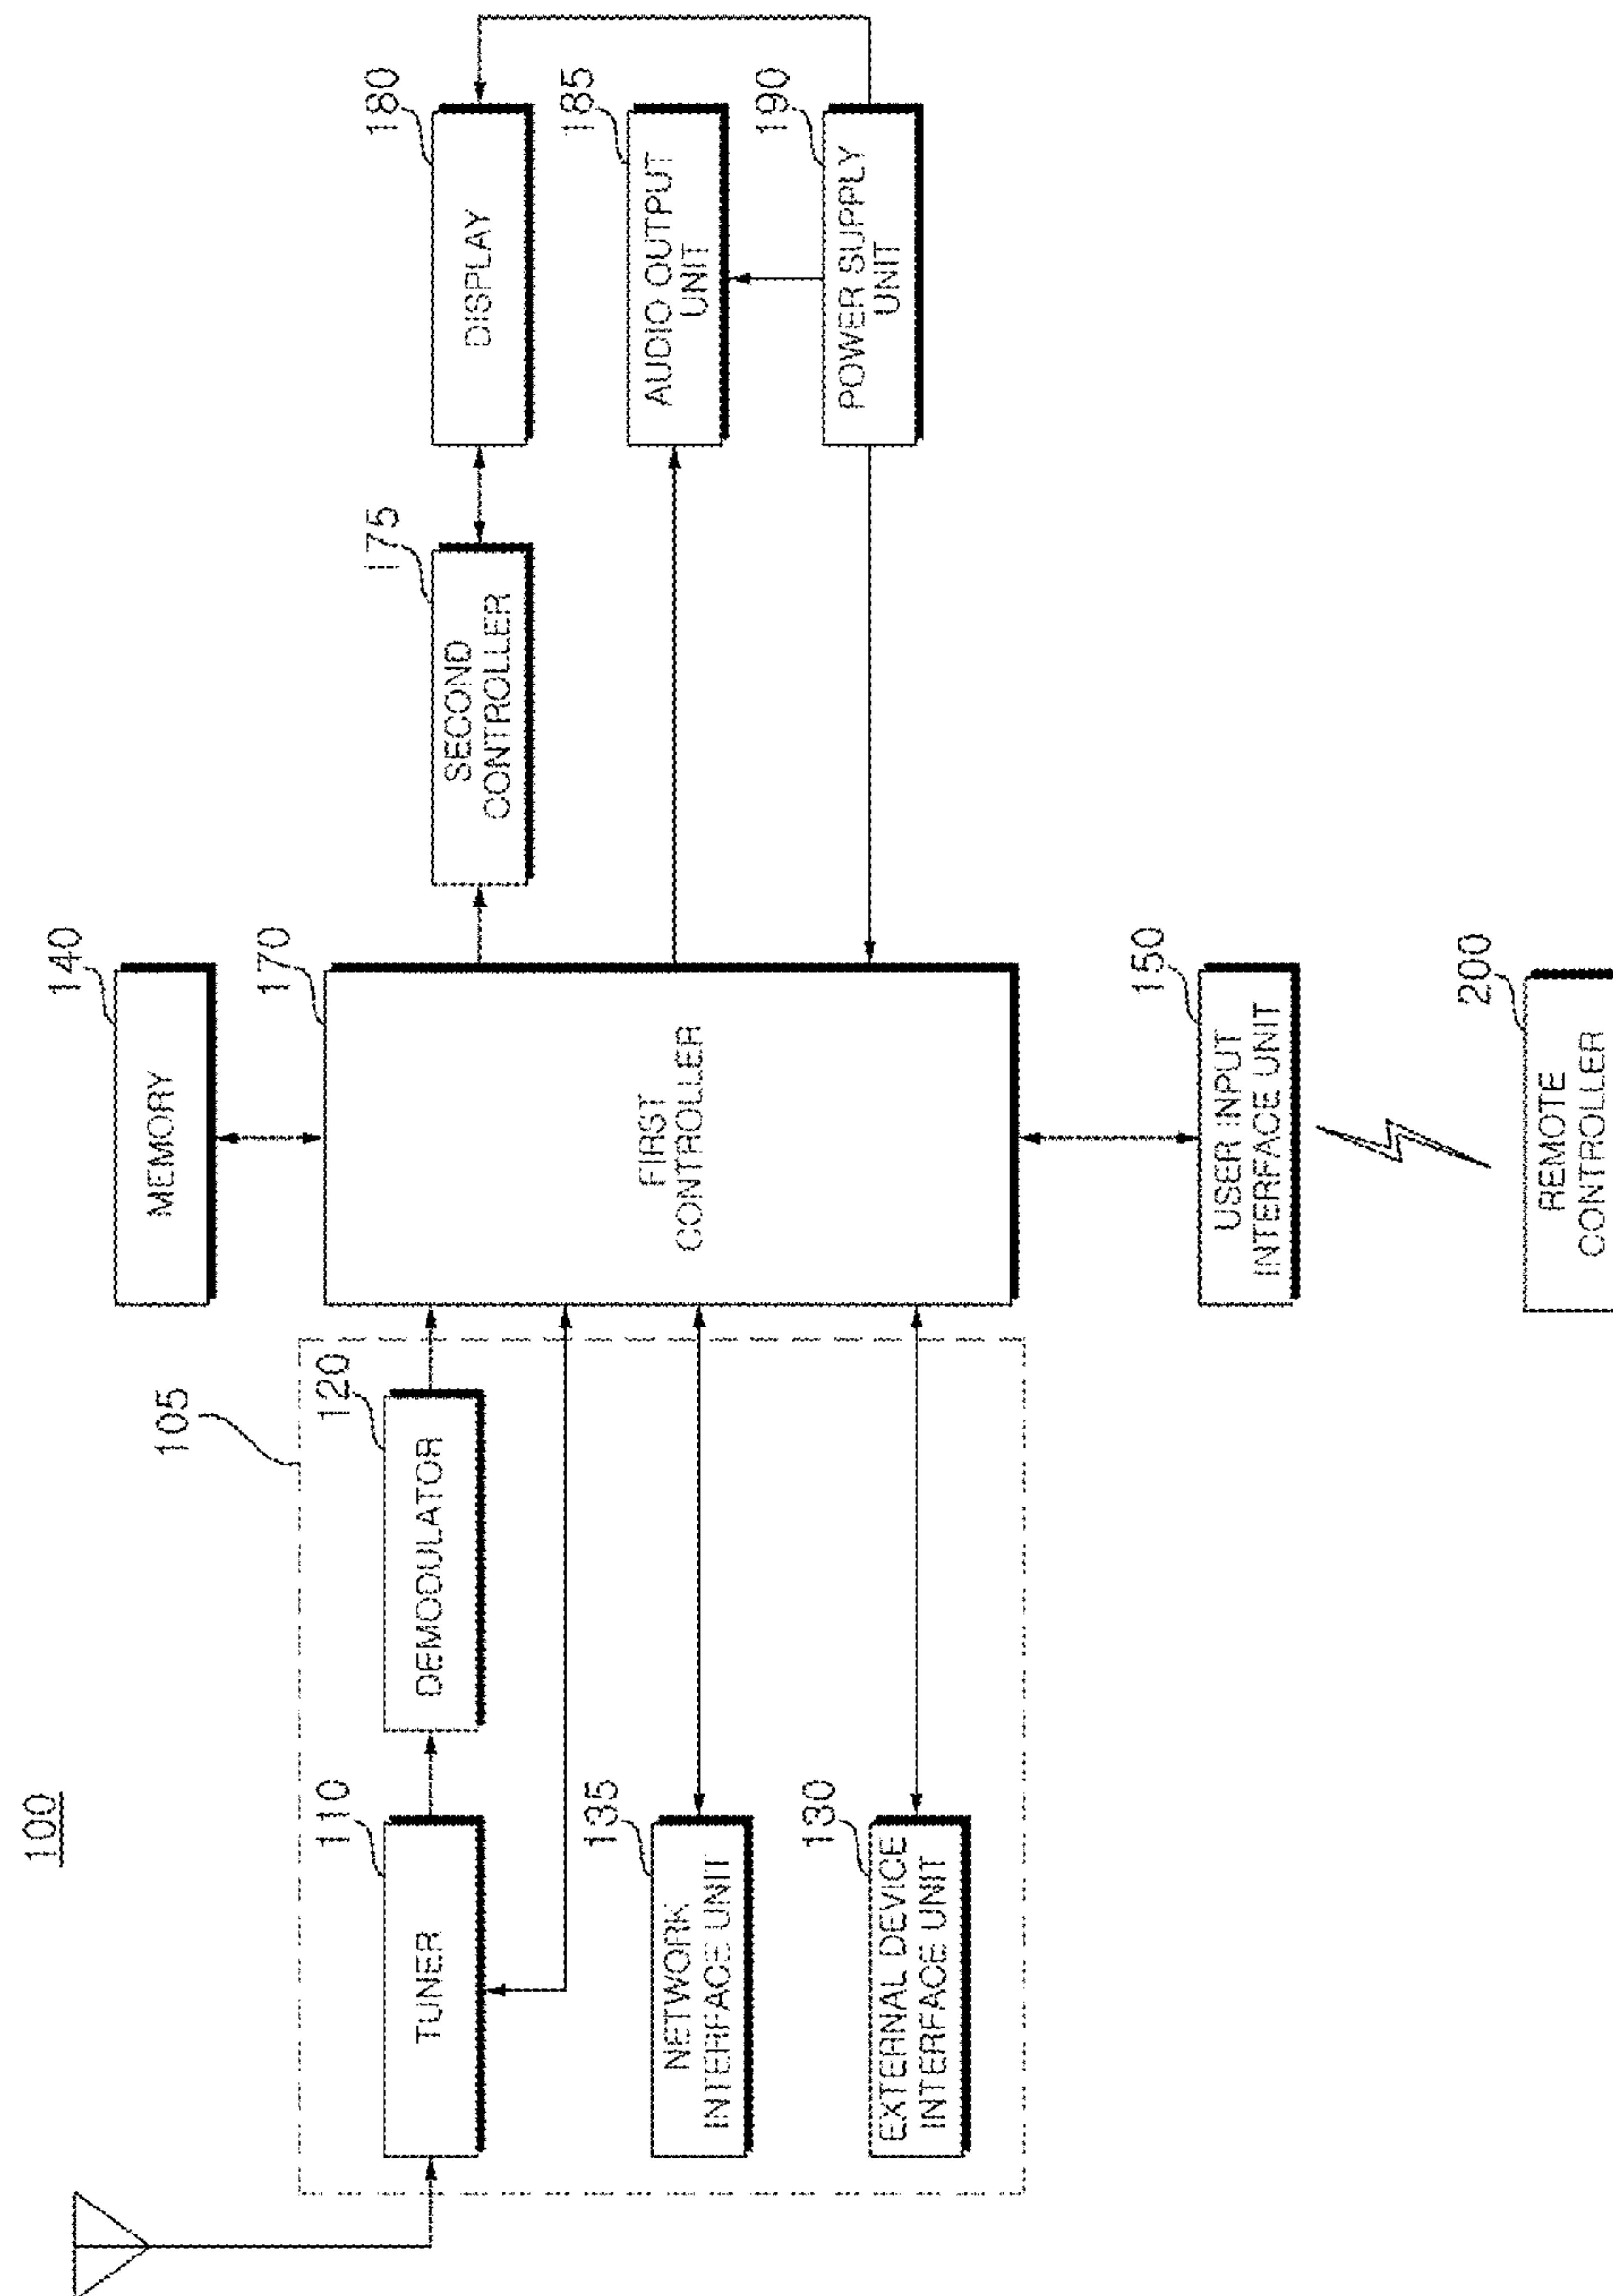 100
105
140
MEMORY
110
TUNER
120
DEMODULATOR
170
FIRST
CONTROLLER
175
SECOND
CONTROLLER
180
DISPLAY
135
NETWORK
INTERFACE UNIT
185
AUDIO OUTPUT
UNIT
130
EXTERNAL DEVICE
INTERFACE UNIT
190
POWER SUPPLY
UNIT
150
USER INPUT
INTERFACE UNIT
200
REMOTE
CONTROLLER